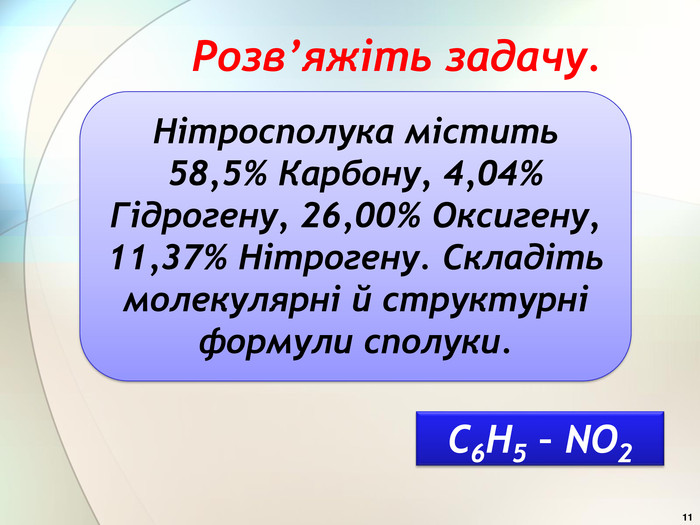 Розв’яжіть задачу.
Нітросполука містить
58,5% Карбону, 4,04%
Гідрогену, 26,00% Оксигену,
11,37% Нітрогену. Складіть
молекулярні й структурні
формули сполуки.
C₆H₅ – NO₂
11